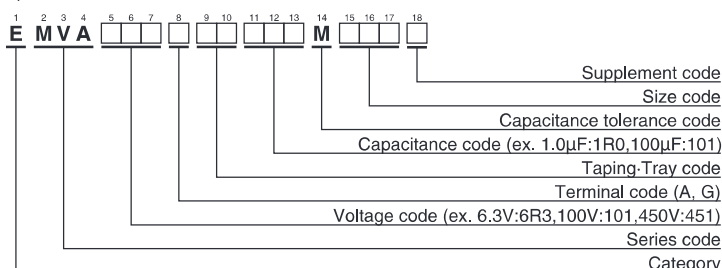 1 2 3 4 5 6 7 8 9 10 11 12 13 14 15 16 17 18
E M V A M
Supplement code
Size code
Capacitance tolerance code
Capacitance code (ex. 1.0μF:1R0,100μF:101)
Taping·Tray code
Terminal code (A, G)
Voltage code (ex. 6.3V:6R3,100V:101,450V:451)
Series code
Category